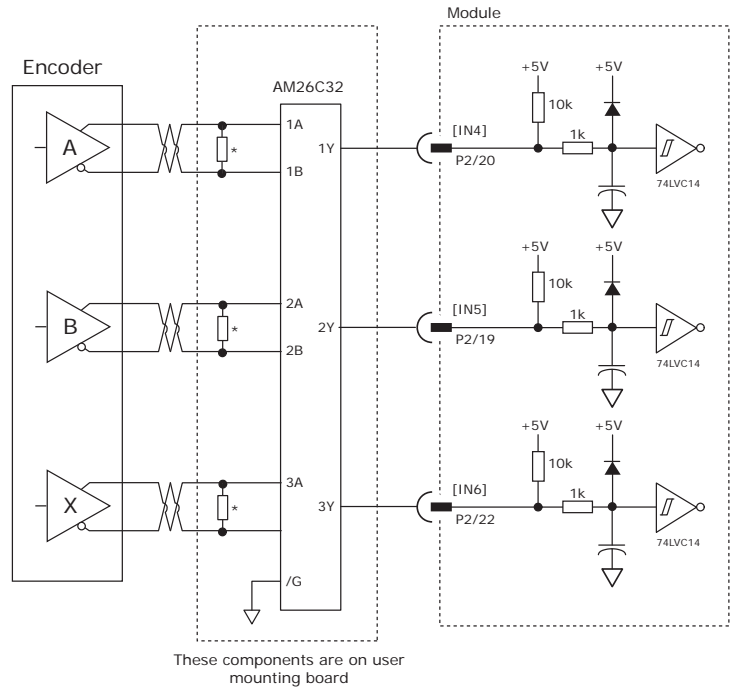 Module
Encoder
AM26C32
+5V
+5V
10k
1k
[IN4]
P2/20
74LVC14
A
*
1A
1B
1Y
+5V
+5V
10k
1k
[IN5]
P2/19
74LVC14
B
*
2A
2B
2Y
+5V
+5V
10k
1k
[IN6]
P2/22
74LVC14
X
*
3A
3Y
/G
These components are on user
mounting board